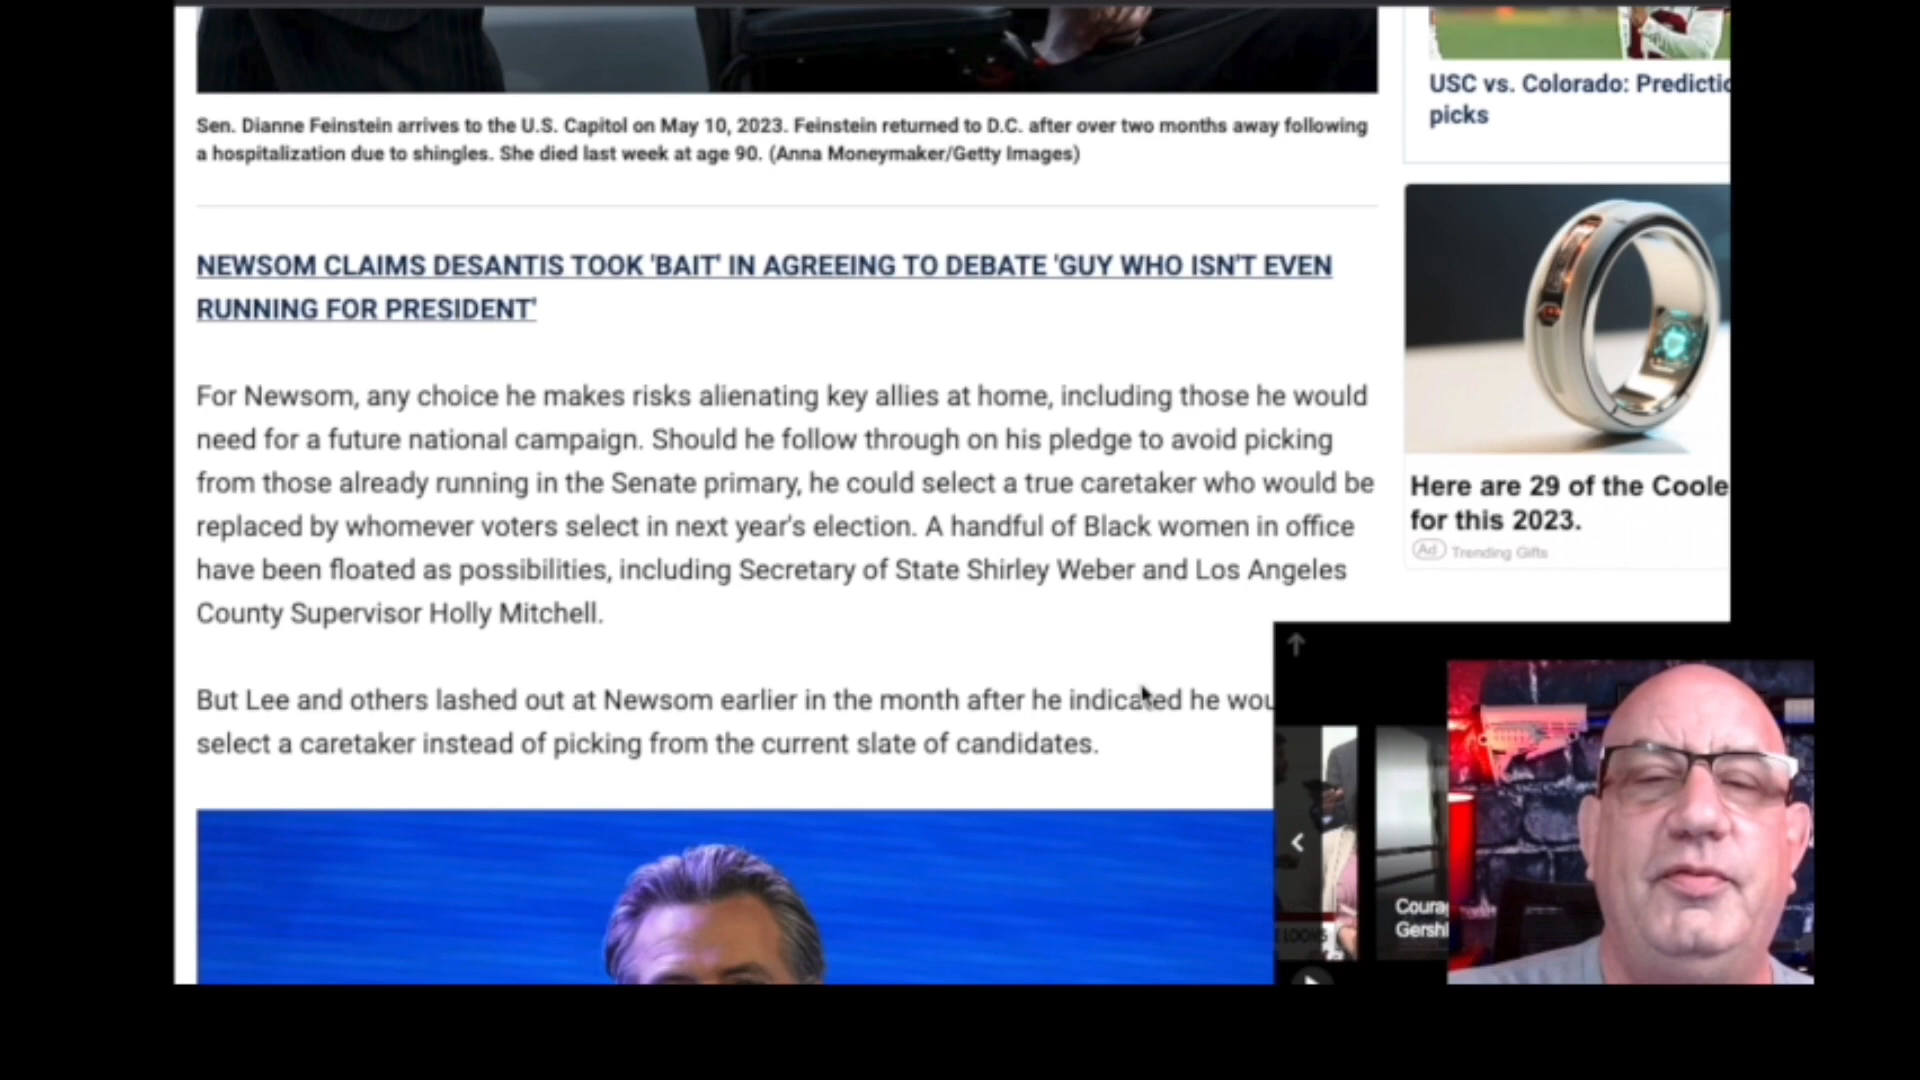 Sen. Dianne Feinstein arrives to the U.S. Capitol on May 10, 2023. Feinstein returned to D.C. after over two months away following
a hospitalization due to shingles. She died last week at age 90. (Anna Moneymaker/Getty Images)
NEWSOM CLAIMS DESANTIS TOOK 'BAIT' IN AGREEING TO DEBATE 'GUY WHO ISN'T EVEN
RUNNING FOR PRESIDENT'
For Newsom, any choice he makes risks alienating key allies at home, including those he would
need for a future national campaign. Should he follow through on his pledge to avoid picking
from those already running in the Senate primary, he could select a true caretaker who would be
replaced by whomever voters select in next year's election. A handful of Black women in office
have been floated as possibilities, including Secretary of State Shirley Weber and Los Angeles
County Supervisor Holly Mitchell.
But Lee and others lashed out at Newsom earlier in the month after he indicated he wou
select a caretaker instead of picking from the current slate of candidates.
USC vs. Colorado: Predictio
picks
Here are 29 of the Coole
for this 2023.
Ad Trending Gifts
Coura
Gersh